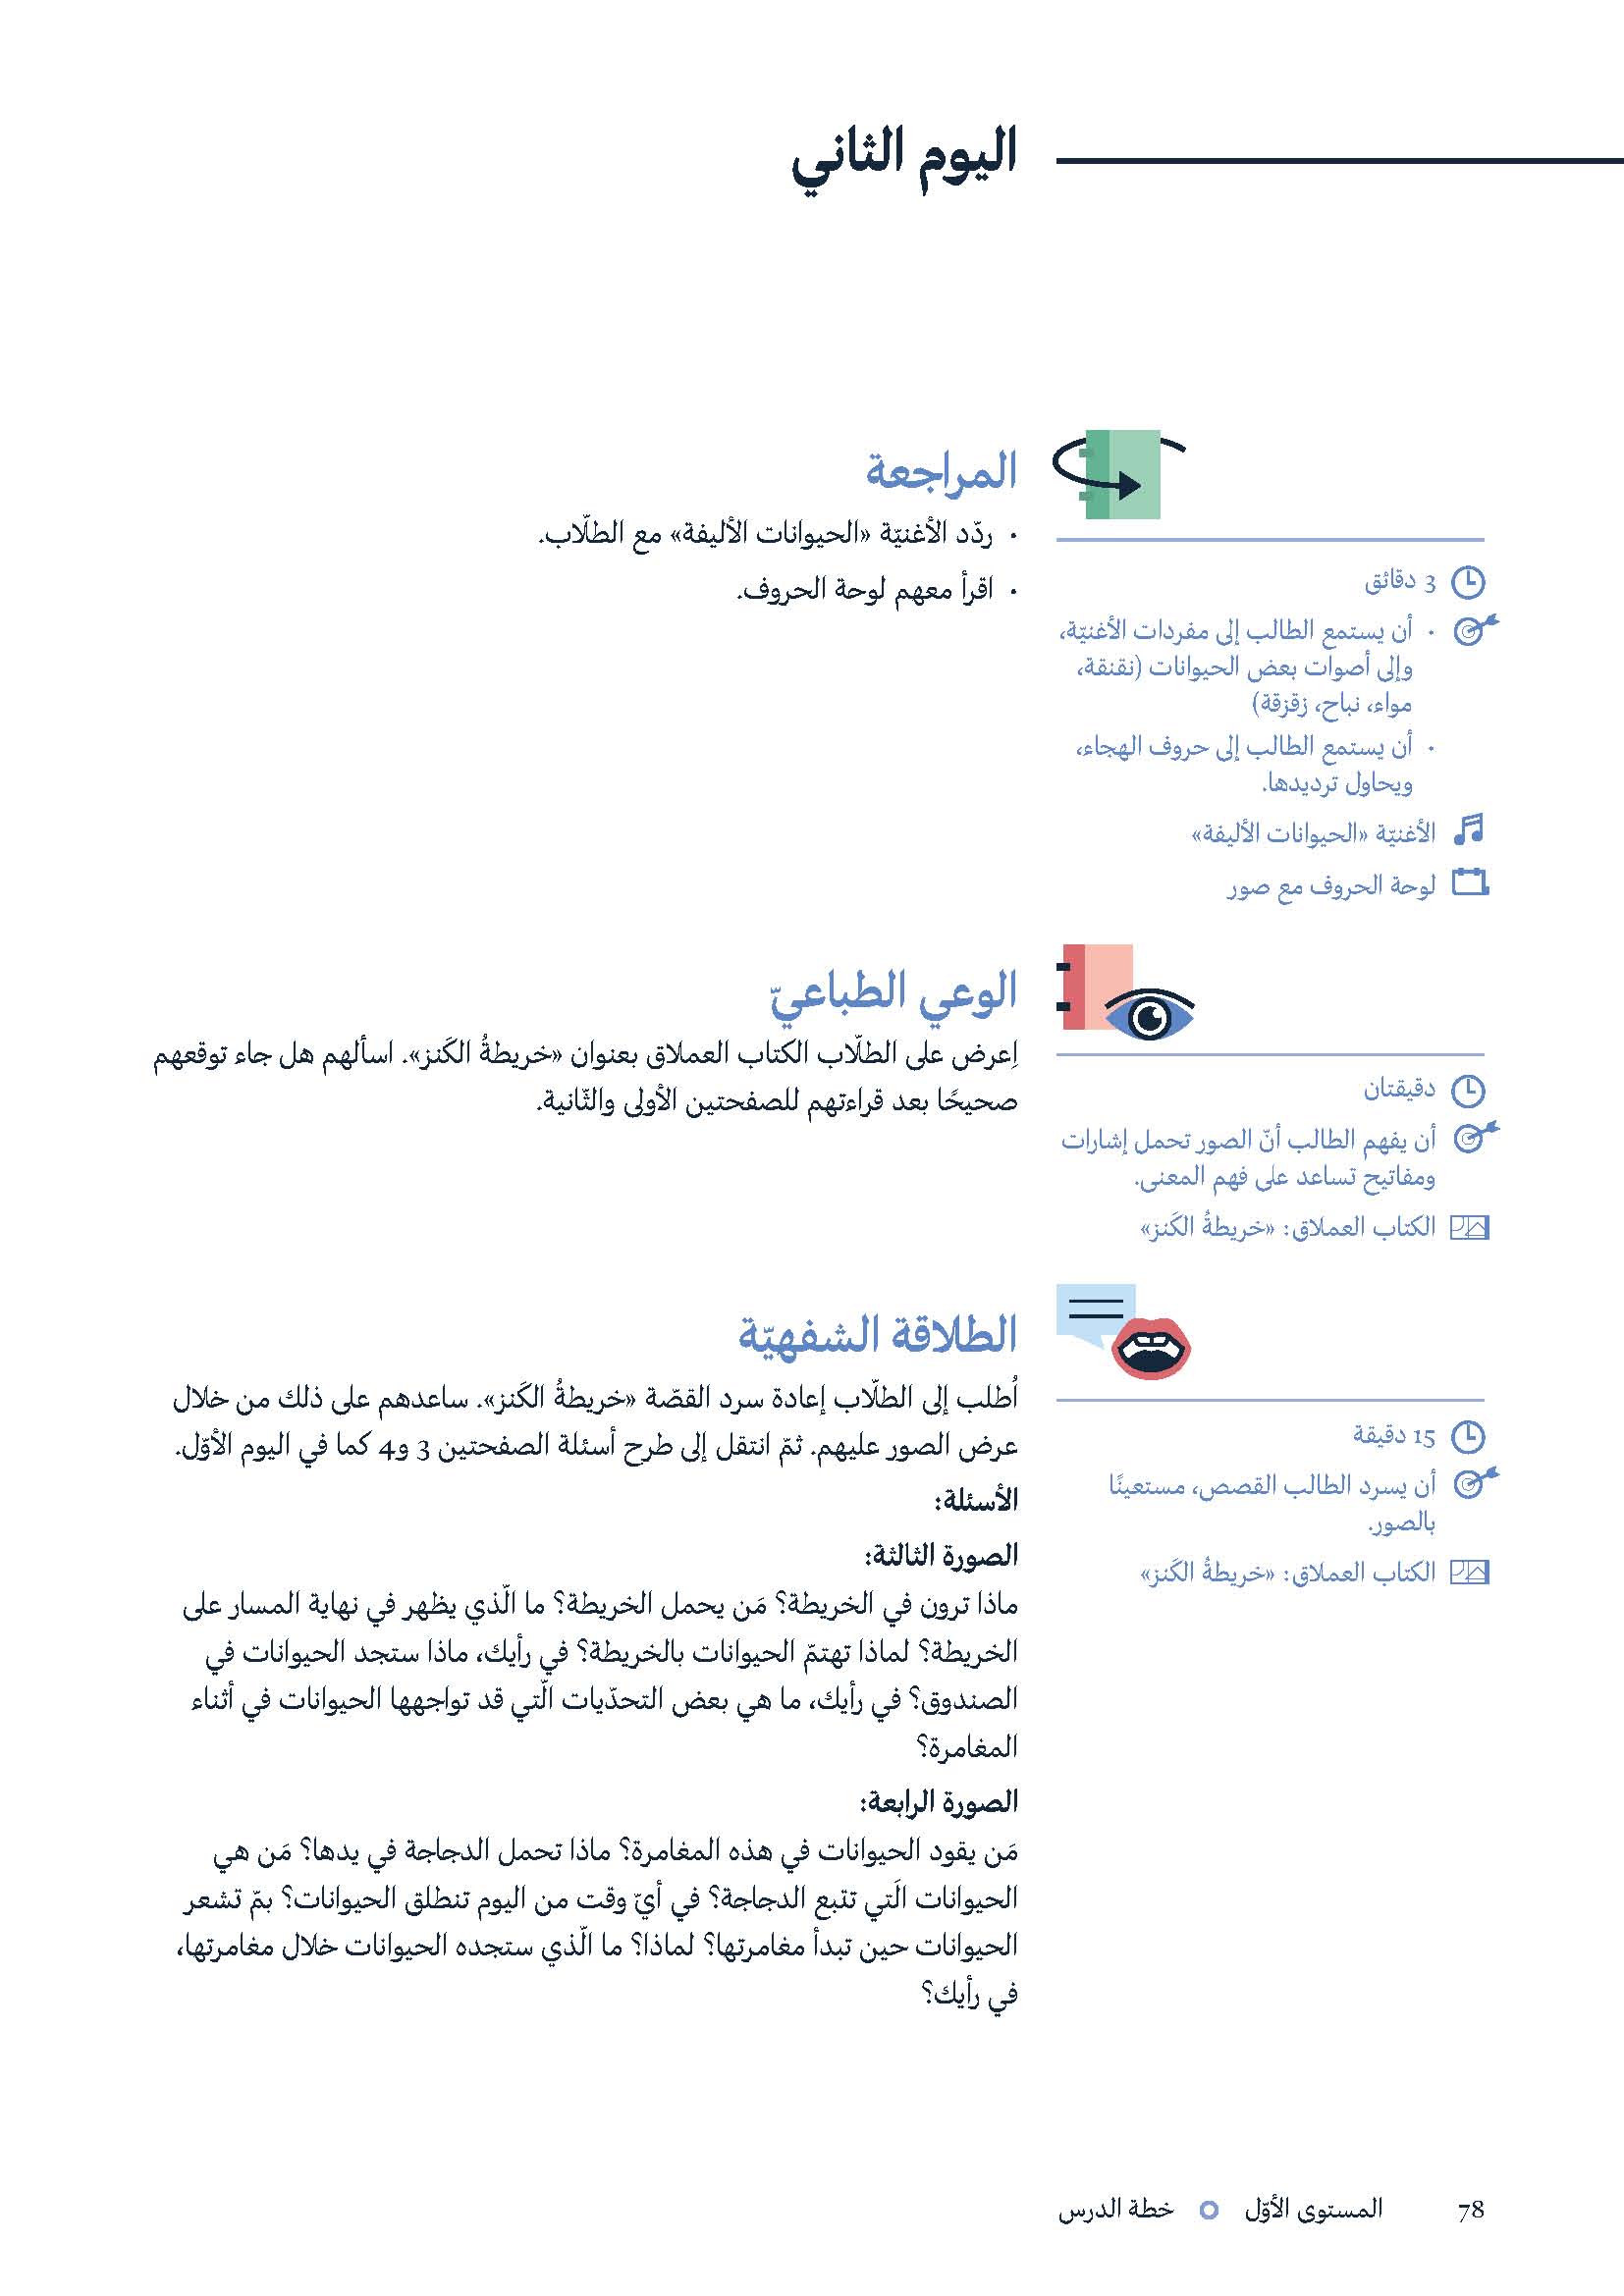 اليوم الثاني
المراجعة
• ردّد الأغنيّة «الحيوانات الأليفة» مع الطلّاب.
• اقرأ معهم لوحة الحروف.
3 دقائق
• أن يستمع الطالب إلى مفردات الأغنيّة،
وإلى أصوات بعض الحيوانات (نقنقة،
مواء، نباح، زقزقة)
• أن يستمع الطالب إلى حروف الهجاء،
ويحاول ترديدها.
الأغنيّة «الحيوانات الأليفة»
لوحة الحروف مع صور
الوعي الطباعيّ
اِعرض على الطلّاب الكتاب العملاق بعنوان «خريطةُ الكَنز». اسألهم هل جاء توقعهم
صحيحًا بعد قراءتهم للصفحتين الأولى والثّانية.
دقيقتان
أن يفهم الطالب أنّ الصور تحمل إشارات
ومفاتيح تساعد على فهم المعنى.
الكتاب العملاق: «خريطةُ الكَنز»
الطلاقة الشفهيّة
اُطلب إلى الطلّاب إعادة سرد القصّة «خريطةُ الكَنز». ساعدهم على ذلك من خلال
عرض الصور عليهم. ثمّ انتقل إلى طرح أسئلة الصفحتين 3 و4 كما في اليوم الأوّل.
الأسئلة:
الصورة الثالثة:
ماذا ترون في الخريطة؟ مَن يحمل الخريطة؟ ما الّذي يظهر في نهاية المسار على
الخريطة؟ لماذا تهتمّ الحيوانات بالخريطة؟ في رأيك، ماذا ستجد الحيوانات في
الصندوق؟ في رأيك، ما هي بعض التحدّيات الّتي قد تواجهها الحيوانات في أثناء
المغامرة؟
الصورة الرابعة:
مَن يقود الحيوانات في هذه المغامرة؟ ماذا تحمل الدجاجة في يدها؟ مَن هي
الحيوانات الَتي تتبع الدجاجة؟ في أيّ وقت من اليوم تنطلق الحيوانات؟ بمّ تشعر
الحيوانات حين تبدأ مغامرتها؟ لماذا؟ ما الّذي ستجده الحيوانات خلال مغامرتها،
في رأيك؟
15 دقيقة
أن يسرد الطالب القصص، مستعينًا
بالصور.
الكتاب العملاق: «خريطةُ الكَنز»
78 المستوى الأوّل خطة الدرس